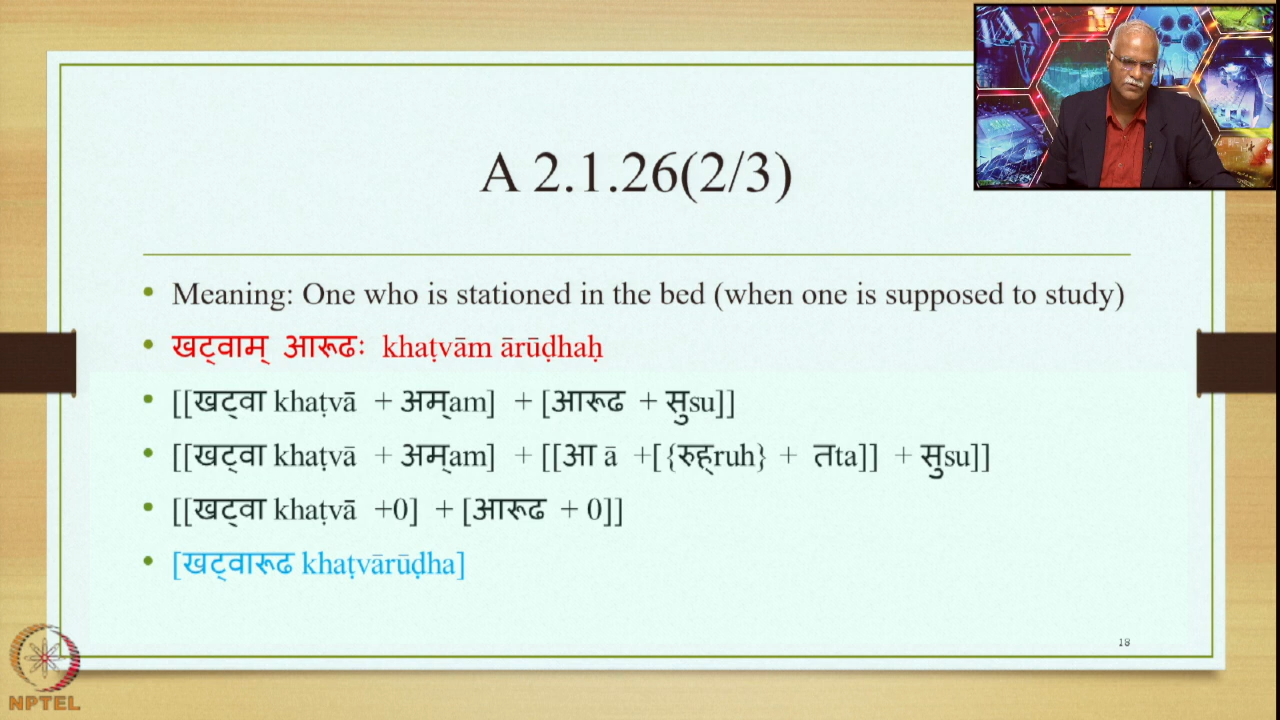 A 2.1.26(2/3)
• Meaning: One who is stationed in the bed (when one is supposed to study)
• खट्वाम् आरूढः khaṭvām ārūḍhaḥ
• [[खट्वा khaṭvā + अम्am] + [आरूढ + सुsu]]
• [[खट्वा khaṭvā + अम्am] + [[आ ā +[{रुह्ruh} + तta]] + सुsu]]
• [[खट्वा khaṭvā +0] + [आरूढ + 0]]
• [खट्वारूढ khaṭvārūḍha]
18
NPTEL